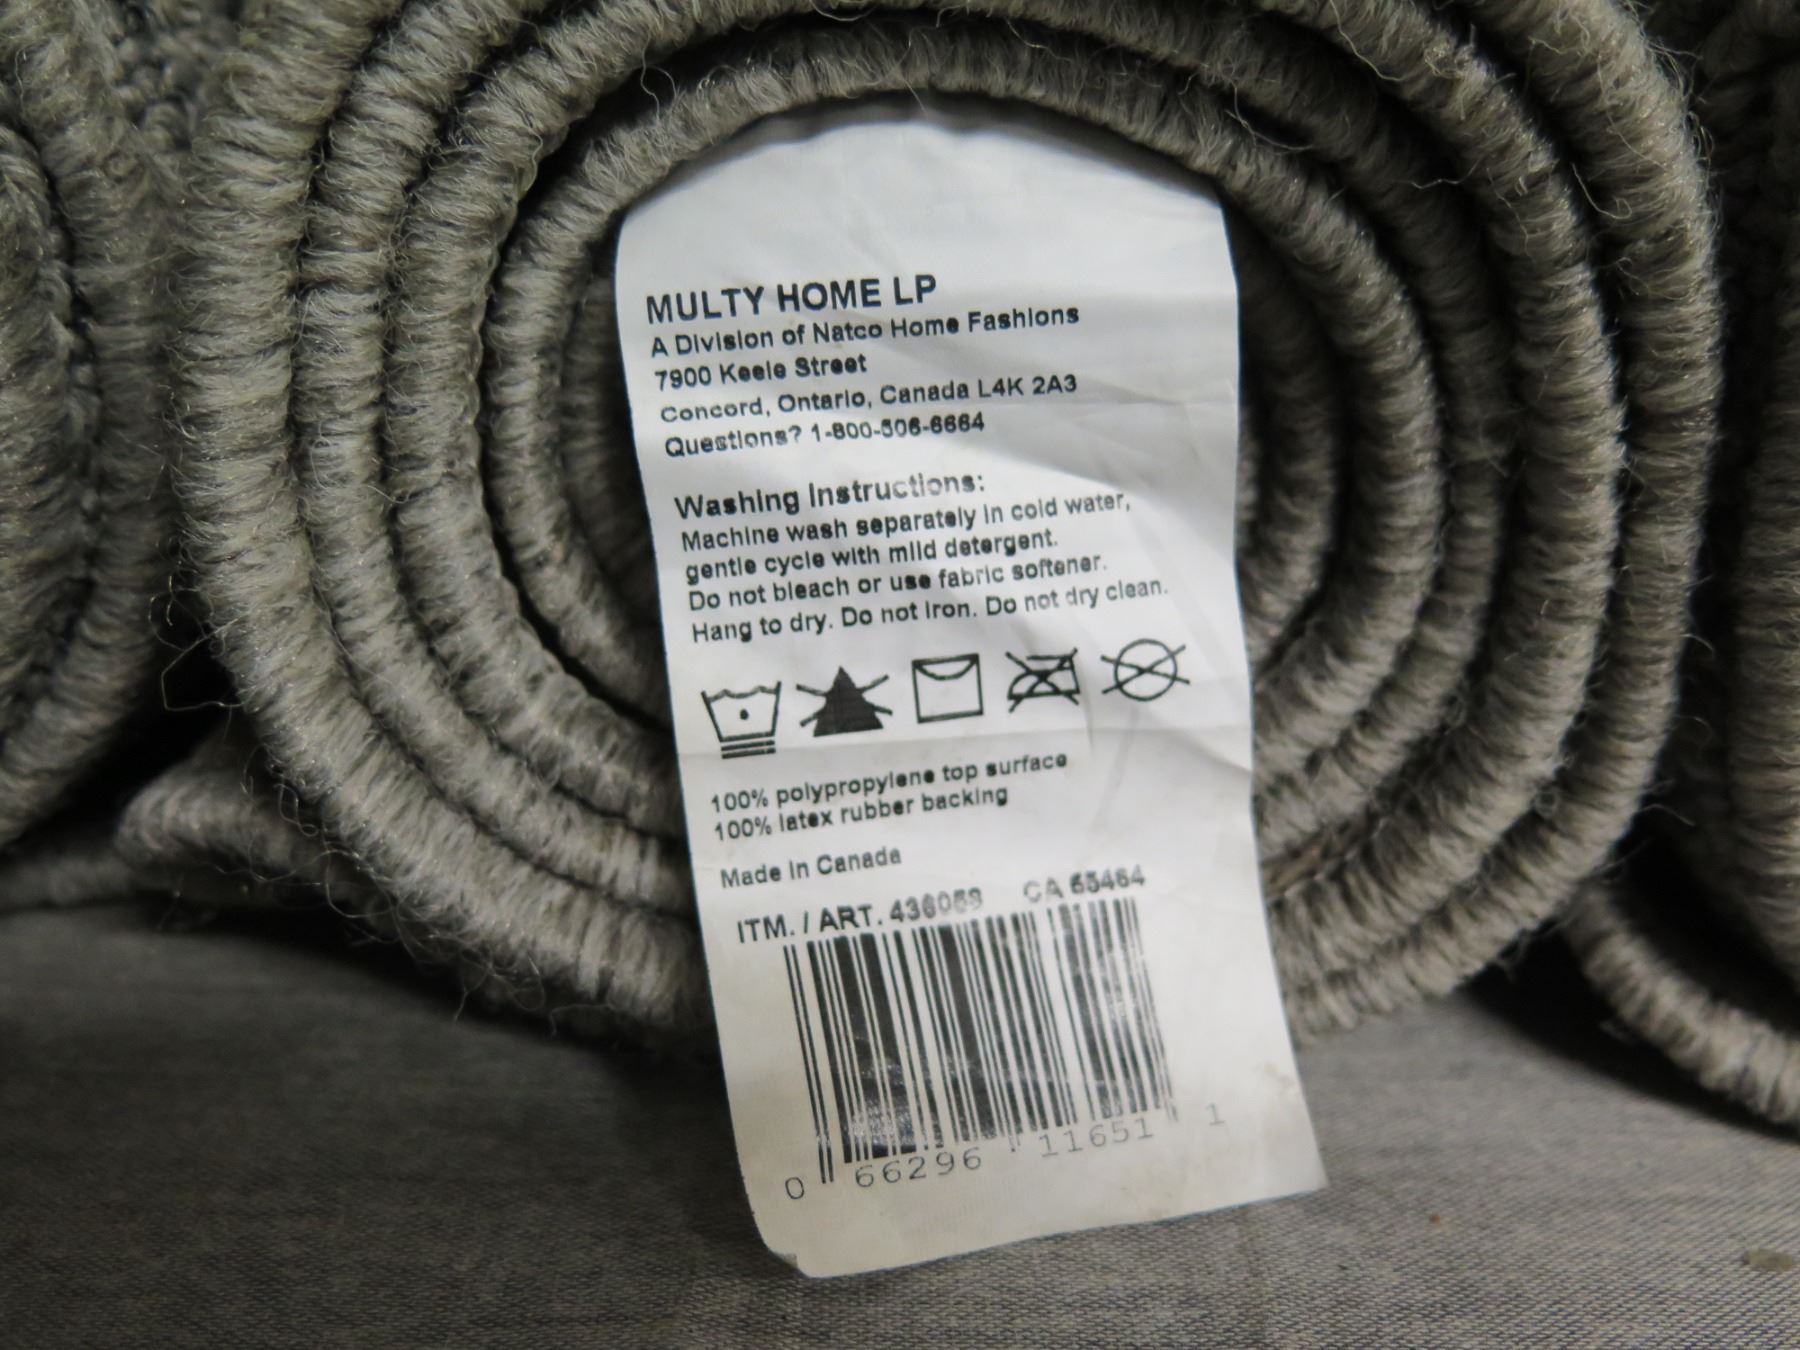 MULTY HOME LP
A Division of Natco Home Fashions
7900 Keele Street
Concord, Ontario, Canada L4K 2A3
Questions? 1-800-506-6664
Washing Instructions:
Machine wash separately in cold water,
gentle cycle with mild detergent.
Do not bleach or use fabric softener.
Hang to dry. Do not iron. Do not dry clean.
100% polypropylene top surface
100% latex rubber backing
Made in Canada
ITM. / ART. CA 65464
0 66296 11651 1